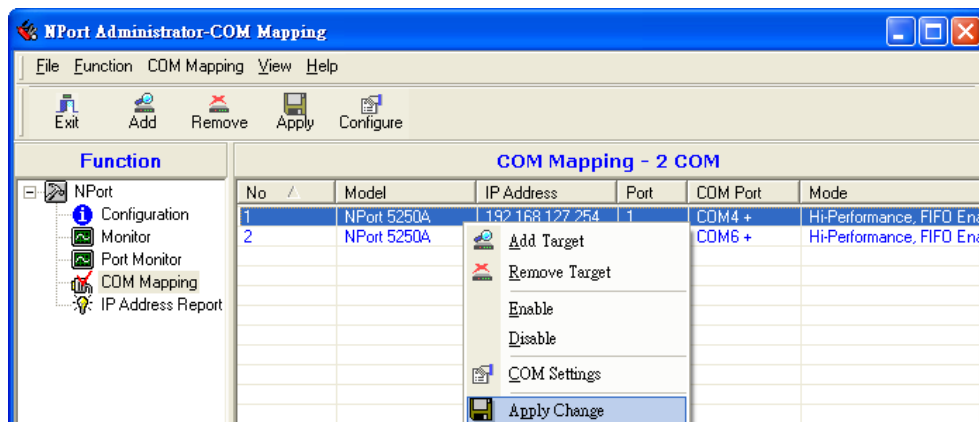 NPort Administrator-COM Mapping
File Function COM Mapping View Help
Exit Add Remove Apply Configure
Function
COM Mapping - 2 COM
NPort
Configuration
Monitor
Port Monitor
COM Mapping
IP Address Report
No Model IP Address Port COM Port Mode
1 NPort 5250A 192.168.127.254 1 COM4 + Hi-Performance, FIFO Ena
2 NPort 5250A COM6 + Hi-Performance, FIFO Ena
Add Target
Remove Target
Enable
Disable
COM Settings
Apply Change